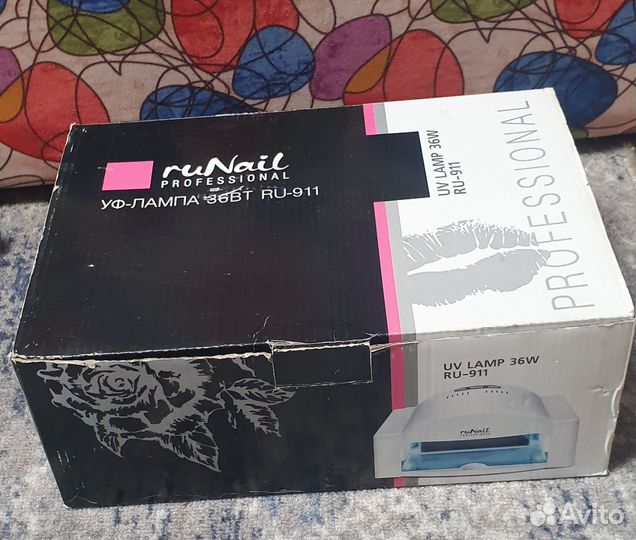 ruNail
PROFESSIONAL
УФ-ЛАМПА 36ВТ RU-911
UV LAMP 36W
RU-911
PROFESSIONAL
UV LAMP 36W
RU-911
ruNail
PROFESSIONAL
Avito